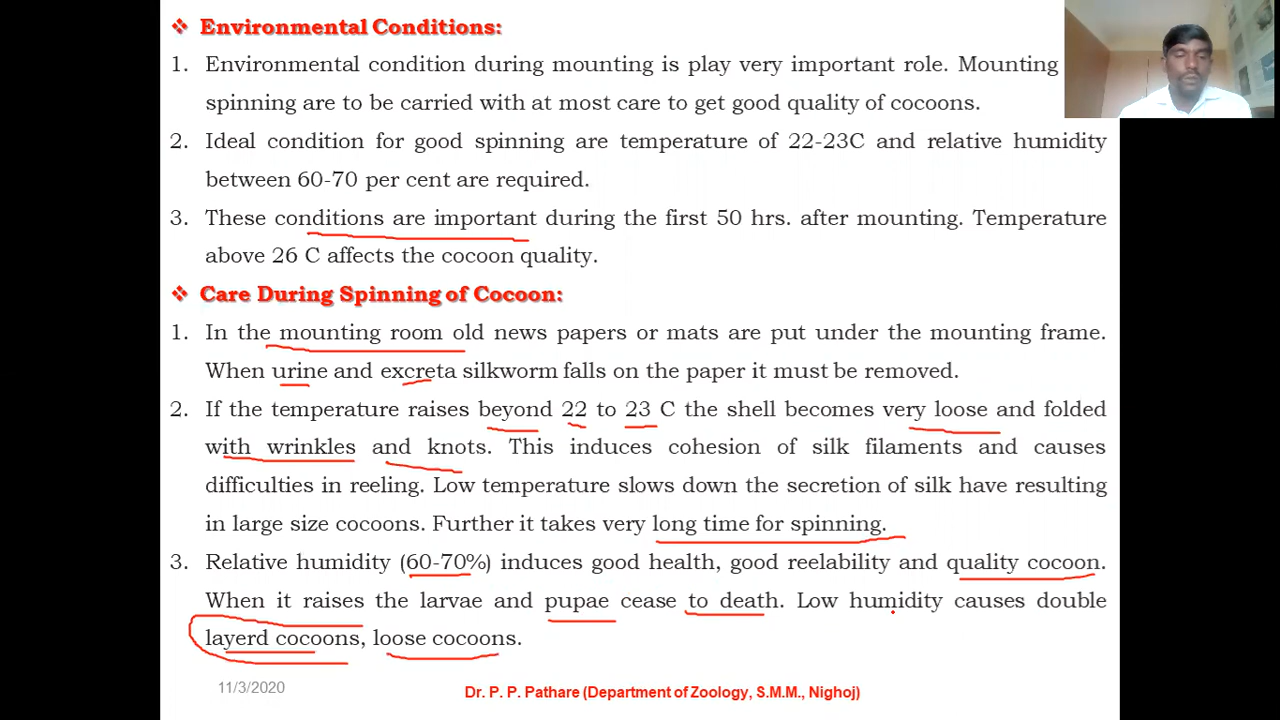 ❖ Environmental Conditions:
1. Environmental condition during mounting is play very important role. Mounting
spinning are to be carried with at most care to get good quality of cocoons.
2. Ideal condition for good spinning are temperature of 22-23C and relative humidity
between 60-70 per cent are required.
3. These conditions are important during the first 50 hrs. after mounting. Temperature
above 26 C affects the cocoon quality.
❖ Care During Spinning of Cocoon:
1. In the mounting room old news papers or mats are put under the mounting frame.
When urine and excreta silkworm falls on the paper it must be removed.
2. If the temperature raises beyond 22 to 23 C the shell becomes very loose and folded
with wrinkles and knots. This induces cohesion of silk filaments and causes
difficulties in reeling. Low temperature slows down the secretion of silk have resulting
in large size cocoons. Further it takes very long time for spinning.
3. Relative humidity (60-70%) induces good health, good reelability and quality cocoon.
When it raises the larvae and pupae cease to death. Low humidity causes double
layerd cocoons, loose cocoons.
11/3/2020
Dr. P. P. Pathare (Department of Zoology, S.M.M., Nighoj)